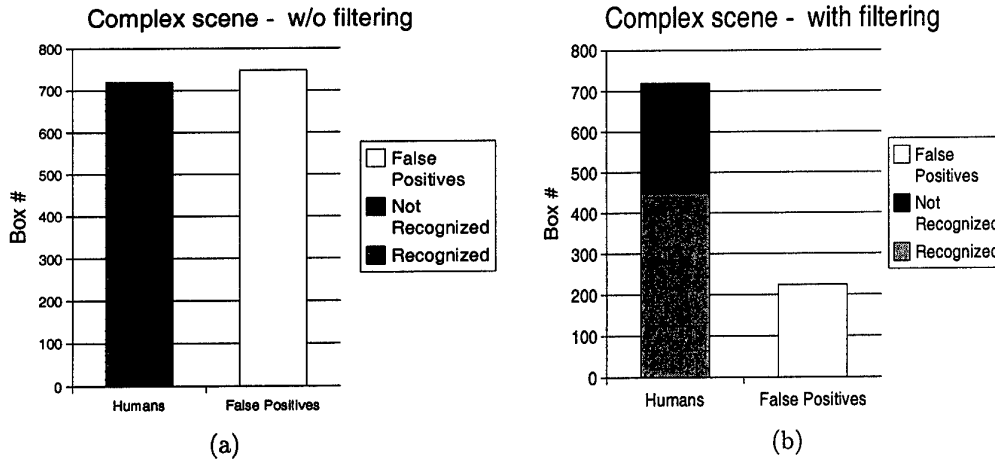 Complex scene - w/o filtering
800
700
600
500
400
300
200
100
0
Box #
Humans
False Positives
False
Positives
Not
Recognized
Recognized
(a)
Complex scene - with filtering
800
700
600
500
400
300
200
100
0
Box #
Humans
False Positives
False
Positives
Not
Recognized
Recognized
(b)